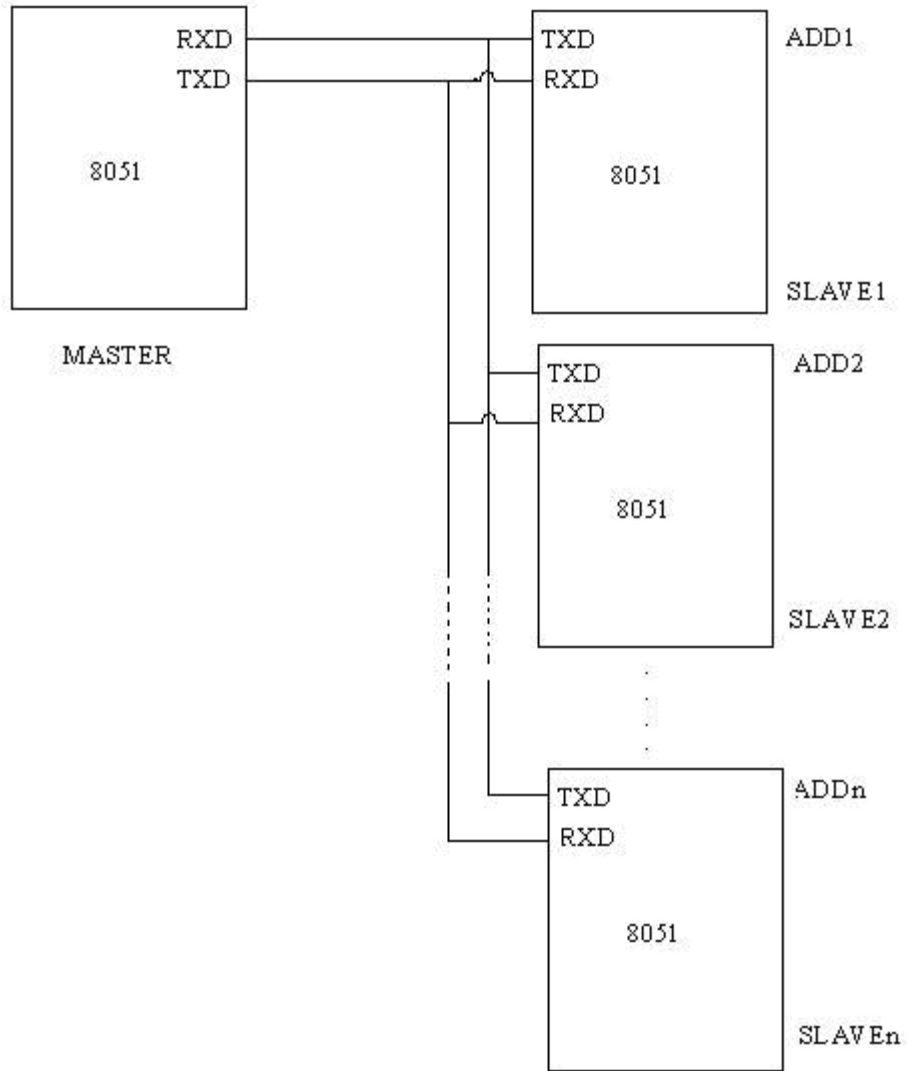 RXD
TXD
8051
MASTER
TXD
RXD
8051
ADD1
SLAVE1
TXD
RXD
8051
ADD2
SLAVE2
TXD
RXD
8051
ADDn
SLAVEn